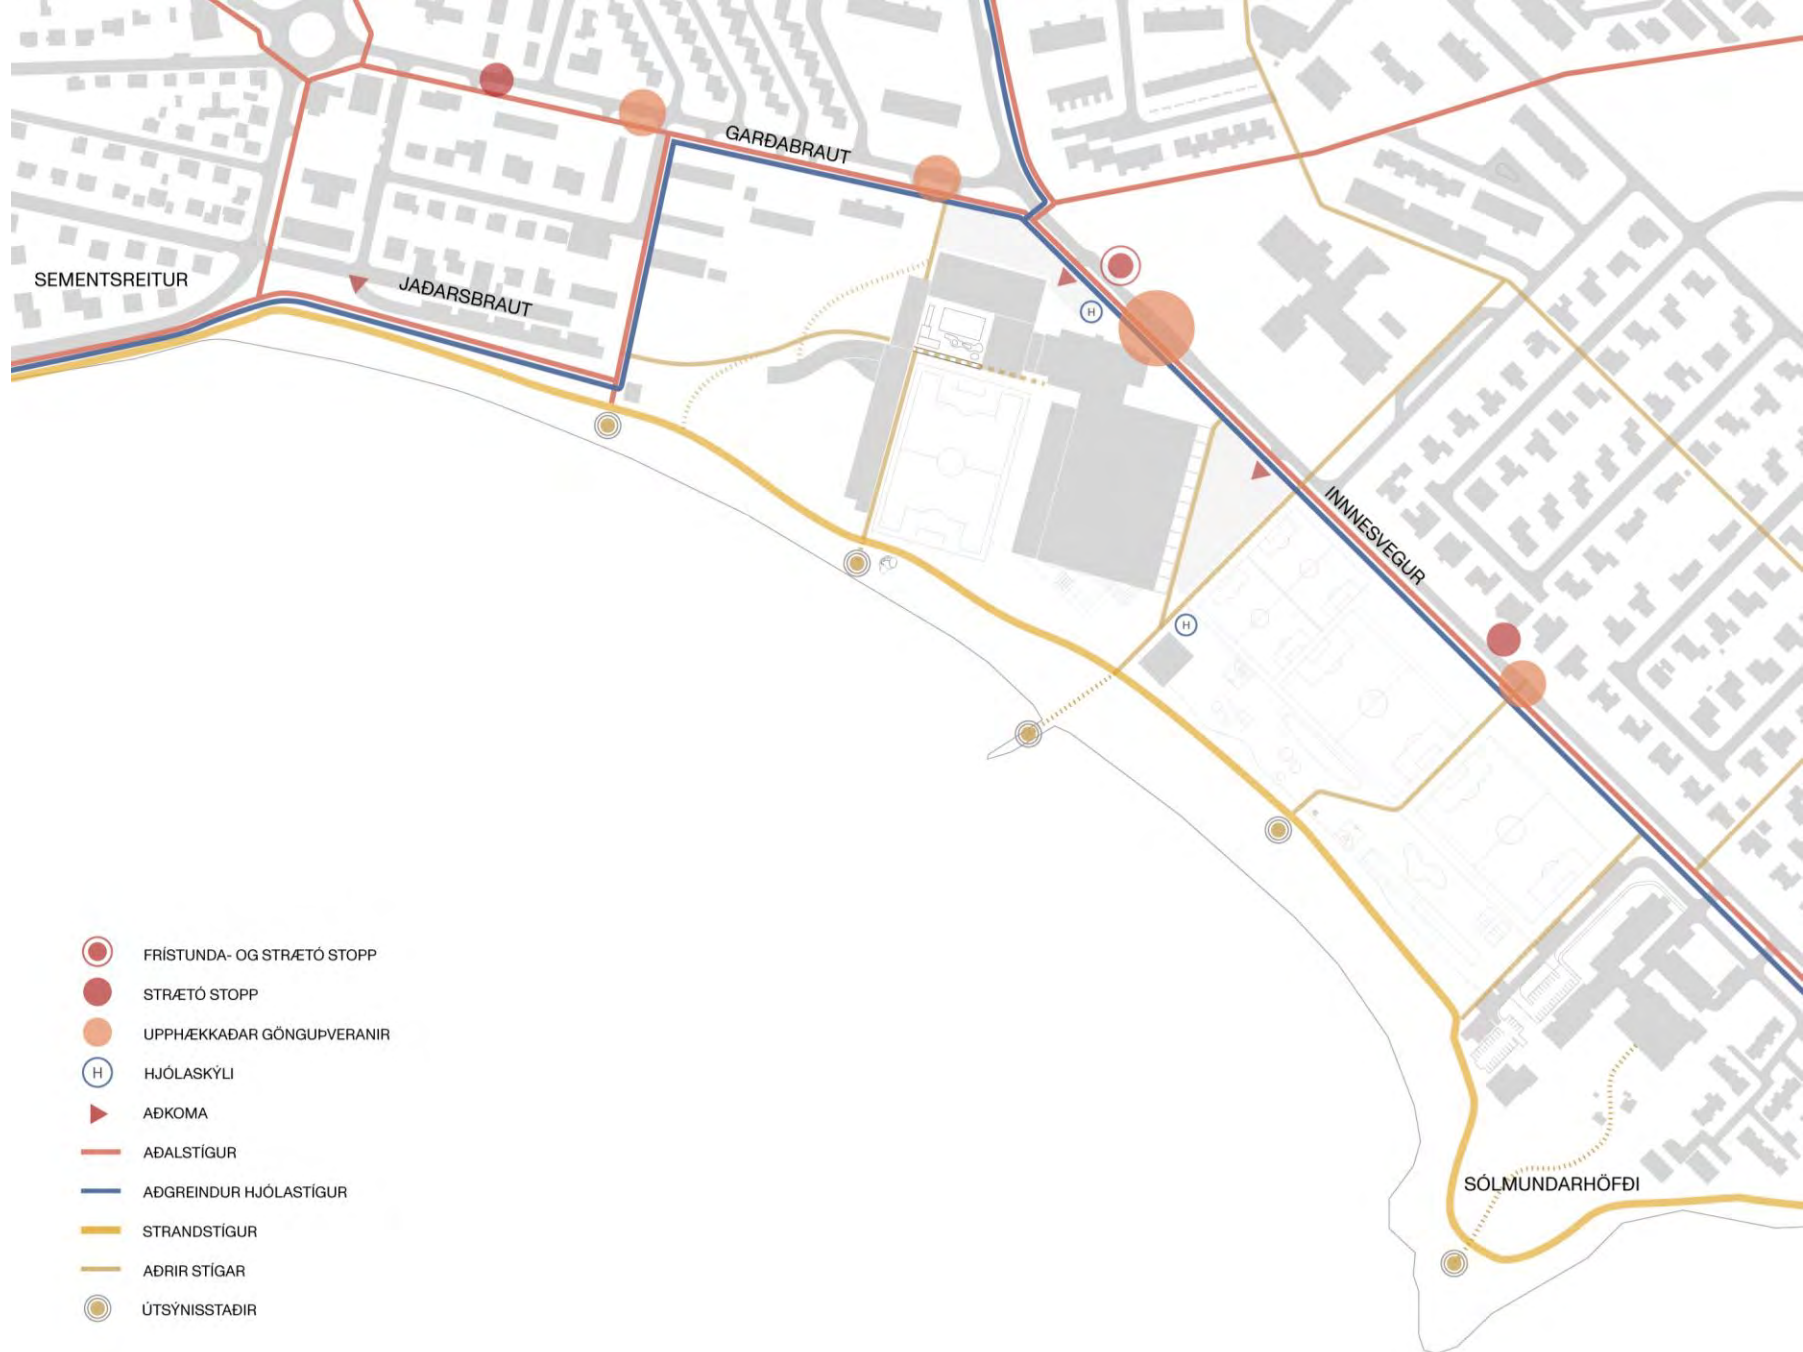 GARÐABRAUT
SEMENTSREITUR
JAÐARSBRAUT
H
INNNESVEGUR
H
FRÍSTUNDA- OG STRÆTÓ STOPP
STRÆTÓ STOPP
UPPHÆKKAÐAR GÖNGUÞVERANIR
H
HJÓLASKÝLI
AÐKOMA
AÐALSTÍGUR
AÐGREINDUR HJÓLASTÍGUR
STRANDSTÍGUR
AÐRIR STÍGAR
ÚTSÝNISSTAÐIR
SÓLMUNDARHÖFÐI